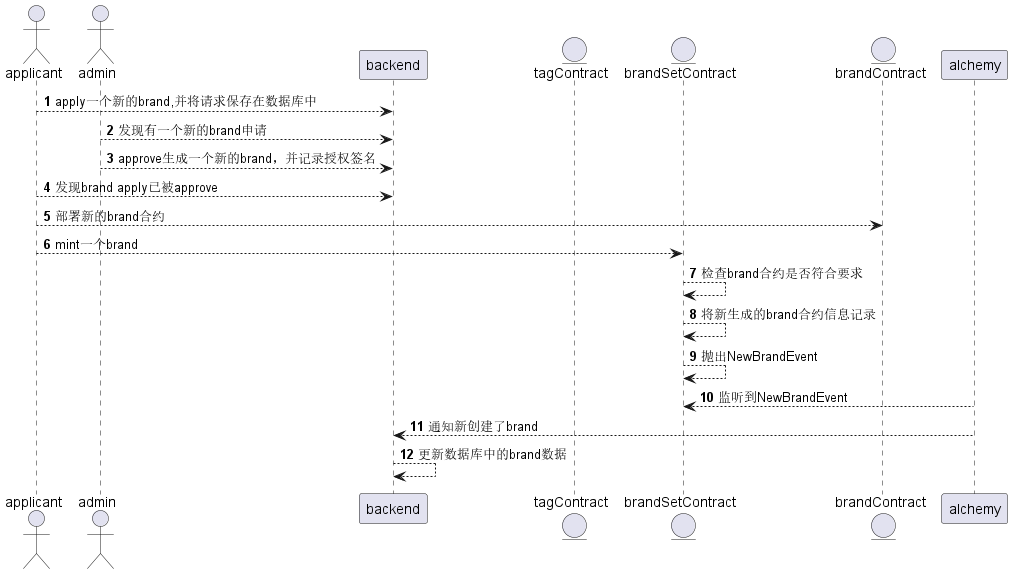 applicant
admin
backend
tagContract
brandSetContract
brandContract
alchemy
1 apply一个新的brand,并将请求保存在数据库中
2 发现有一个新的brand申请
3 approve生成一个新的brand，并记录授权签名
4 发现brand apply已被approve
5 部署新的brand合约
6 mint一个brand
7 检查brand合约是否符合要求
8 将新生成的brand合约信息记录
9 抛出NewBrandEvent
10 监听到NewBrandEvent
11 通知新创建了brand
12 更新数据库中的brand数据
applicant
admin
backend
tagContract
brandSetContract
brandContract
alchemy